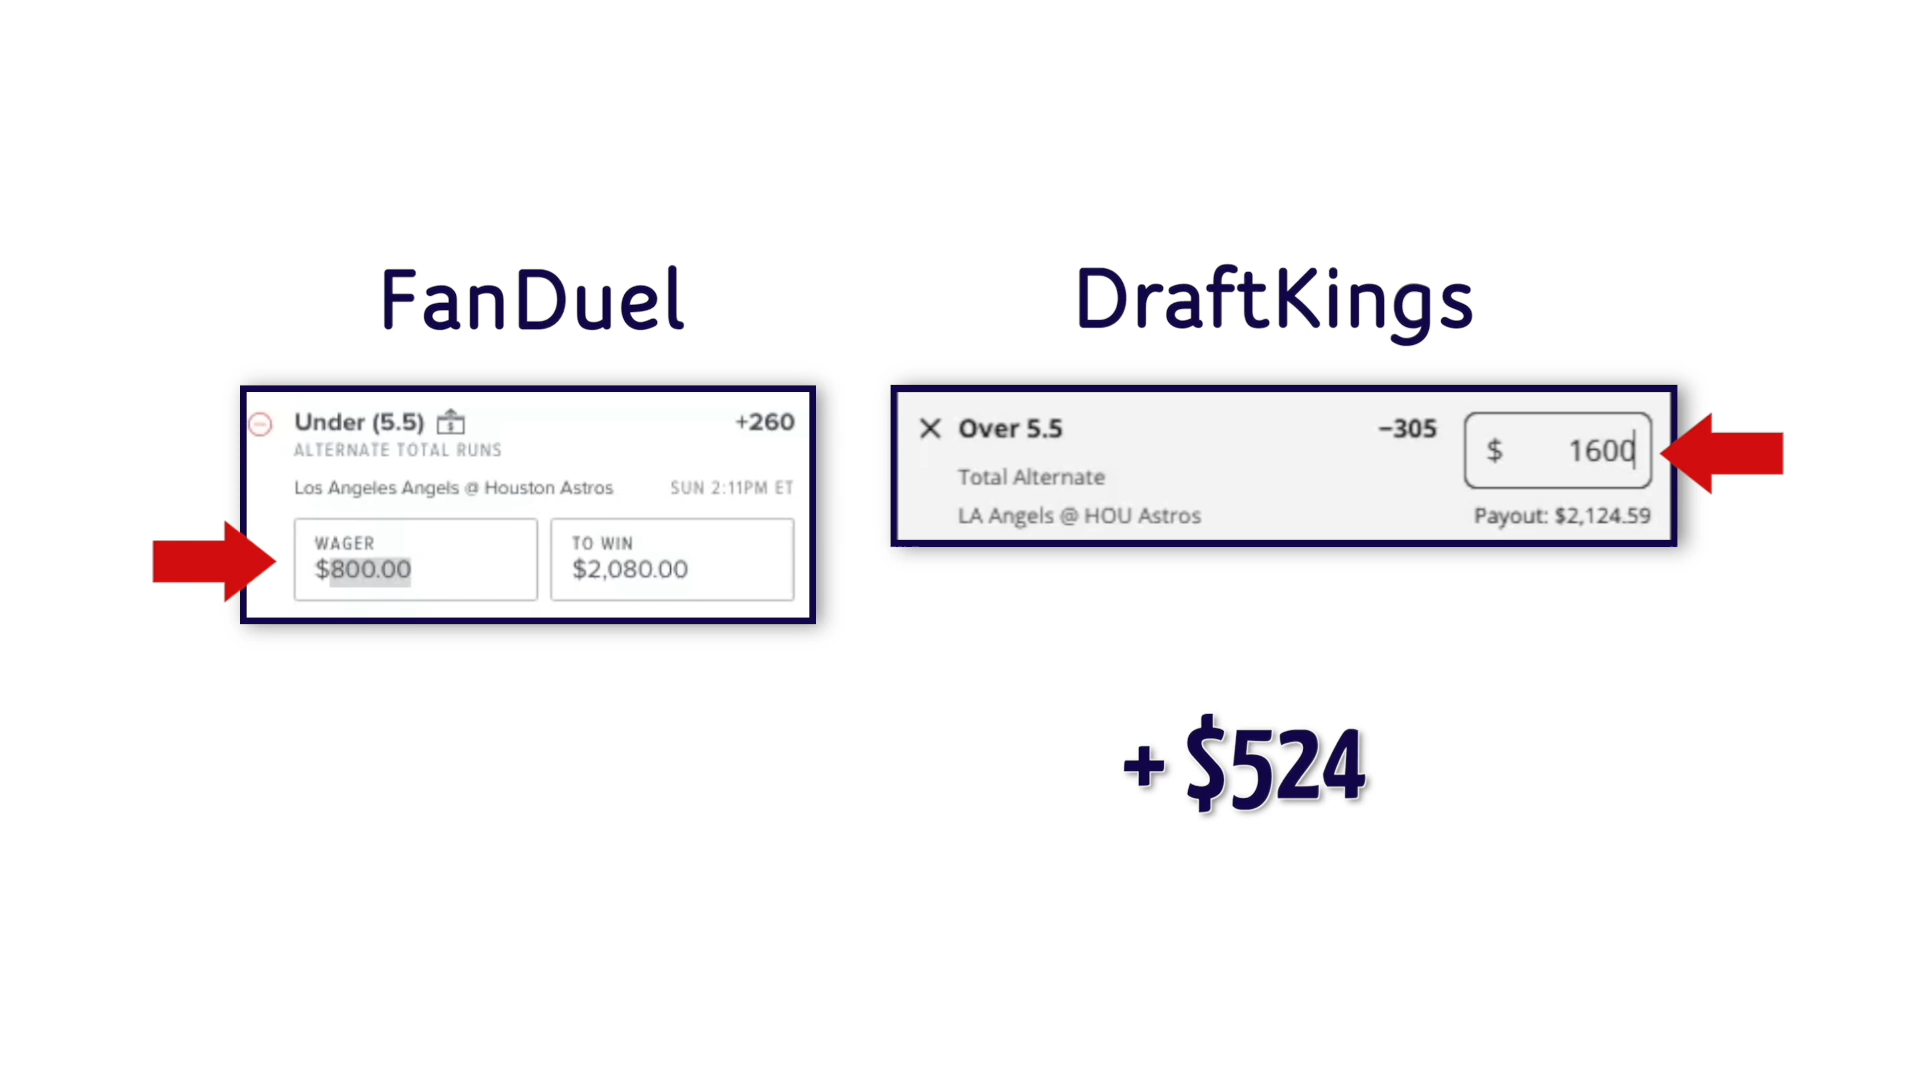 FanDuel
Under (5.5) +260
ALTERNATE TOTAL RUNS
Los Angeles Angels @ Houston Astros SUN 2:11PM ET
WAGER
$800.00
TO WIN
$2,080.00
DraftKings
Over 5.5 −305 $ 1600
Total Alternate
LA Angels @ HOU Astros Payout: $2,124.59
+ $524